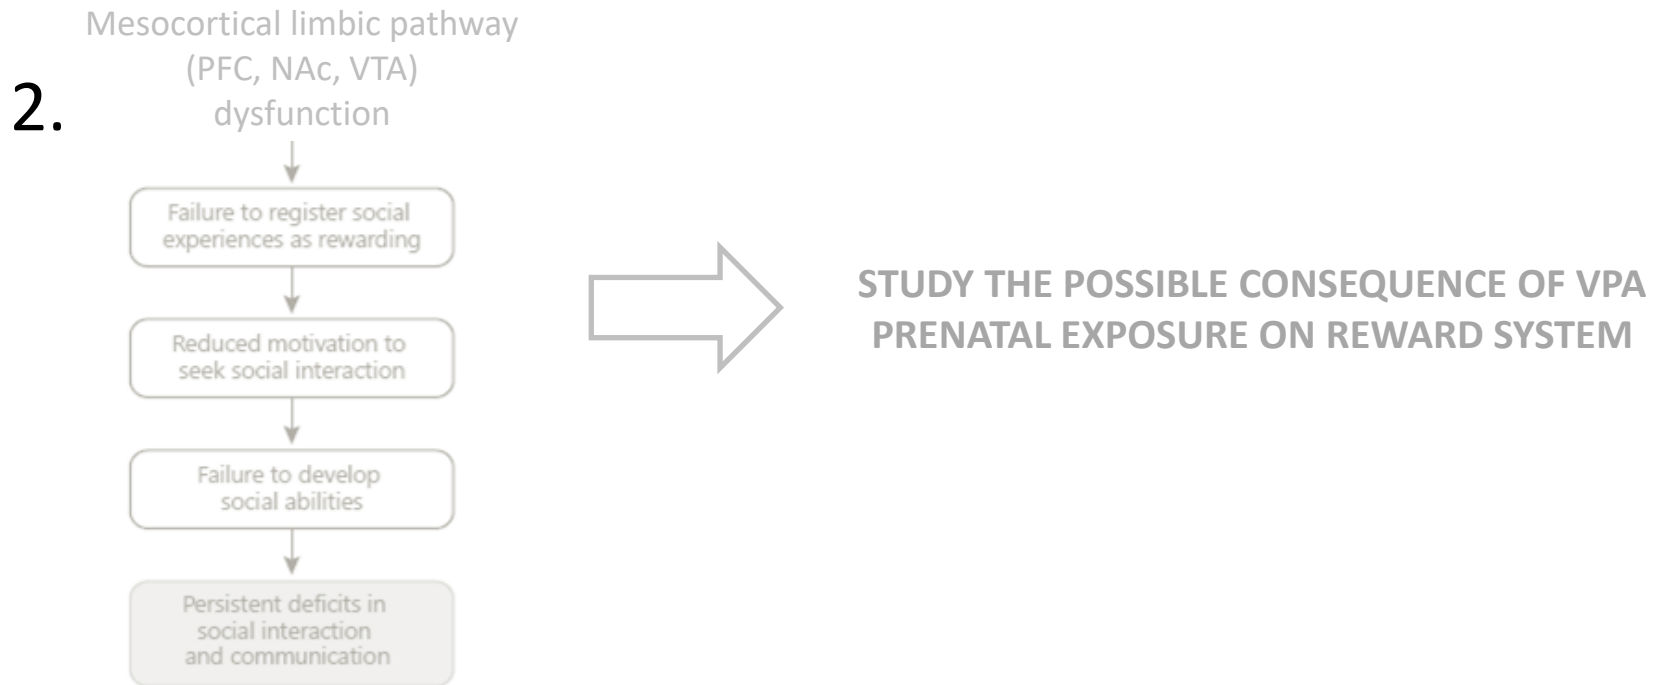 2.
Mesocortical limbic pathway
(PFC, NAc, VTA)
dysfunction
Failure to register social
experiences as rewarding
Reduced motivation to
seek social interaction
Failure to develop
social abilities
Persistent deficits in
social interaction
and communication
STUDY THE POSSIBLE CONSEQUENCE OF VPA
PRENATAL EXPOSURE ON REWARD SYSTEM